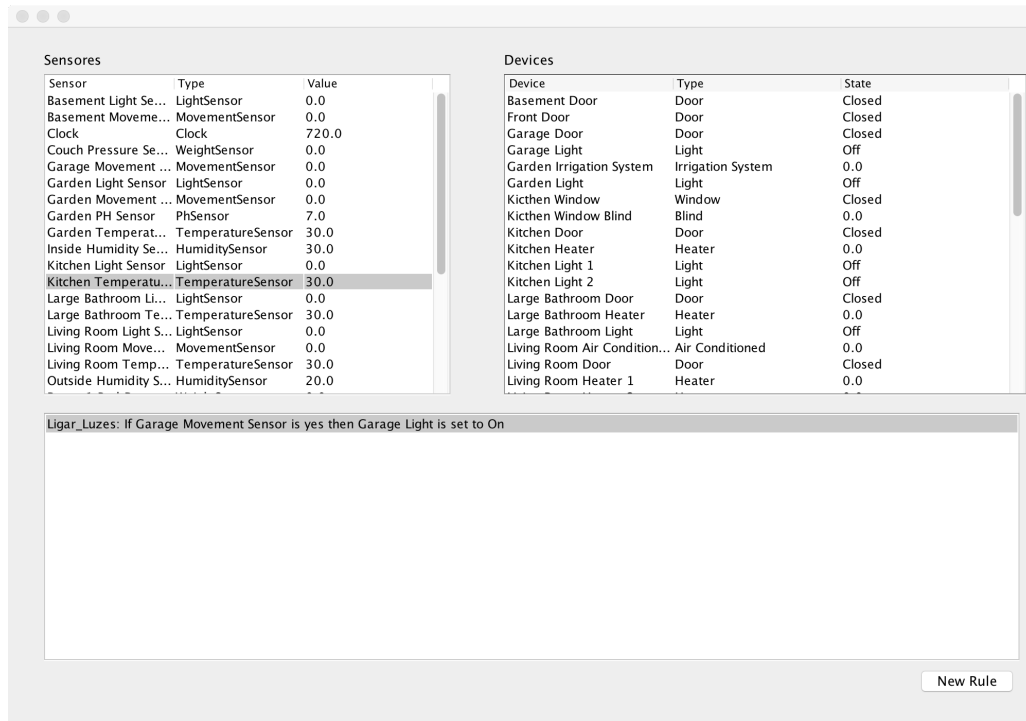 Sensores
Sensor Type Value
Basement Light Se... LightSensor 0.0
Basement Moveme... MovementSensor 0.0
Clock Clock 720.0
Couch Pressure Se... WeightSensor 0.0
Garage Movement ... MovementSensor 0.0
Garden Light Sensor LightSensor 0.0
Garden Movement ... MovementSensor 0.0
Garden PH Sensor PhSensor 7.0
Garden Temperat... TemperatureSensor 30.0
Inside Humidity Se... HumiditySensor 30.0
Kitchen Light Sensor LightSensor 0.0
Kitchen Temperatu... TemperatureSensor 30.0
Large Bathroom Li... LightSensor 0.0
Large Bathroom Te... TemperatureSensor 30.0
Living Room Light S... LightSensor 0.0
Living Room Move... MovementSensor 0.0
Living Room Temp... TemperatureSensor 30.0
Outside Humidity S... HumiditySensor 20.0
Devices
Device Type State
Basement Door Door Closed
Front Door Door Closed
Garage Door Door Closed
Garage Light Light Off
Garden Irrigation System Irrigation System 0.0
Garden Light Light Off
Kicthen Window Window Closed
Kicthen Window Blind Blind 0.0
Kitchen Door Door Closed
Kitchen Heater Heater 0.0
Kitchen Light 1 Light Off
Kitchen Light 2 Light Off
Large Bathroom Door Door Closed
Large Bathroom Heater Heater 0.0
Large Bathroom Light Light Off
Living Room Air Condition... Air Conditioned 0.0
Living Room Door Door Closed
Living Room Heater 1 Heater 0.0
Ligar_Luzes: If Garage Movement Sensor is yes then Garage Light is set to On
New Rule